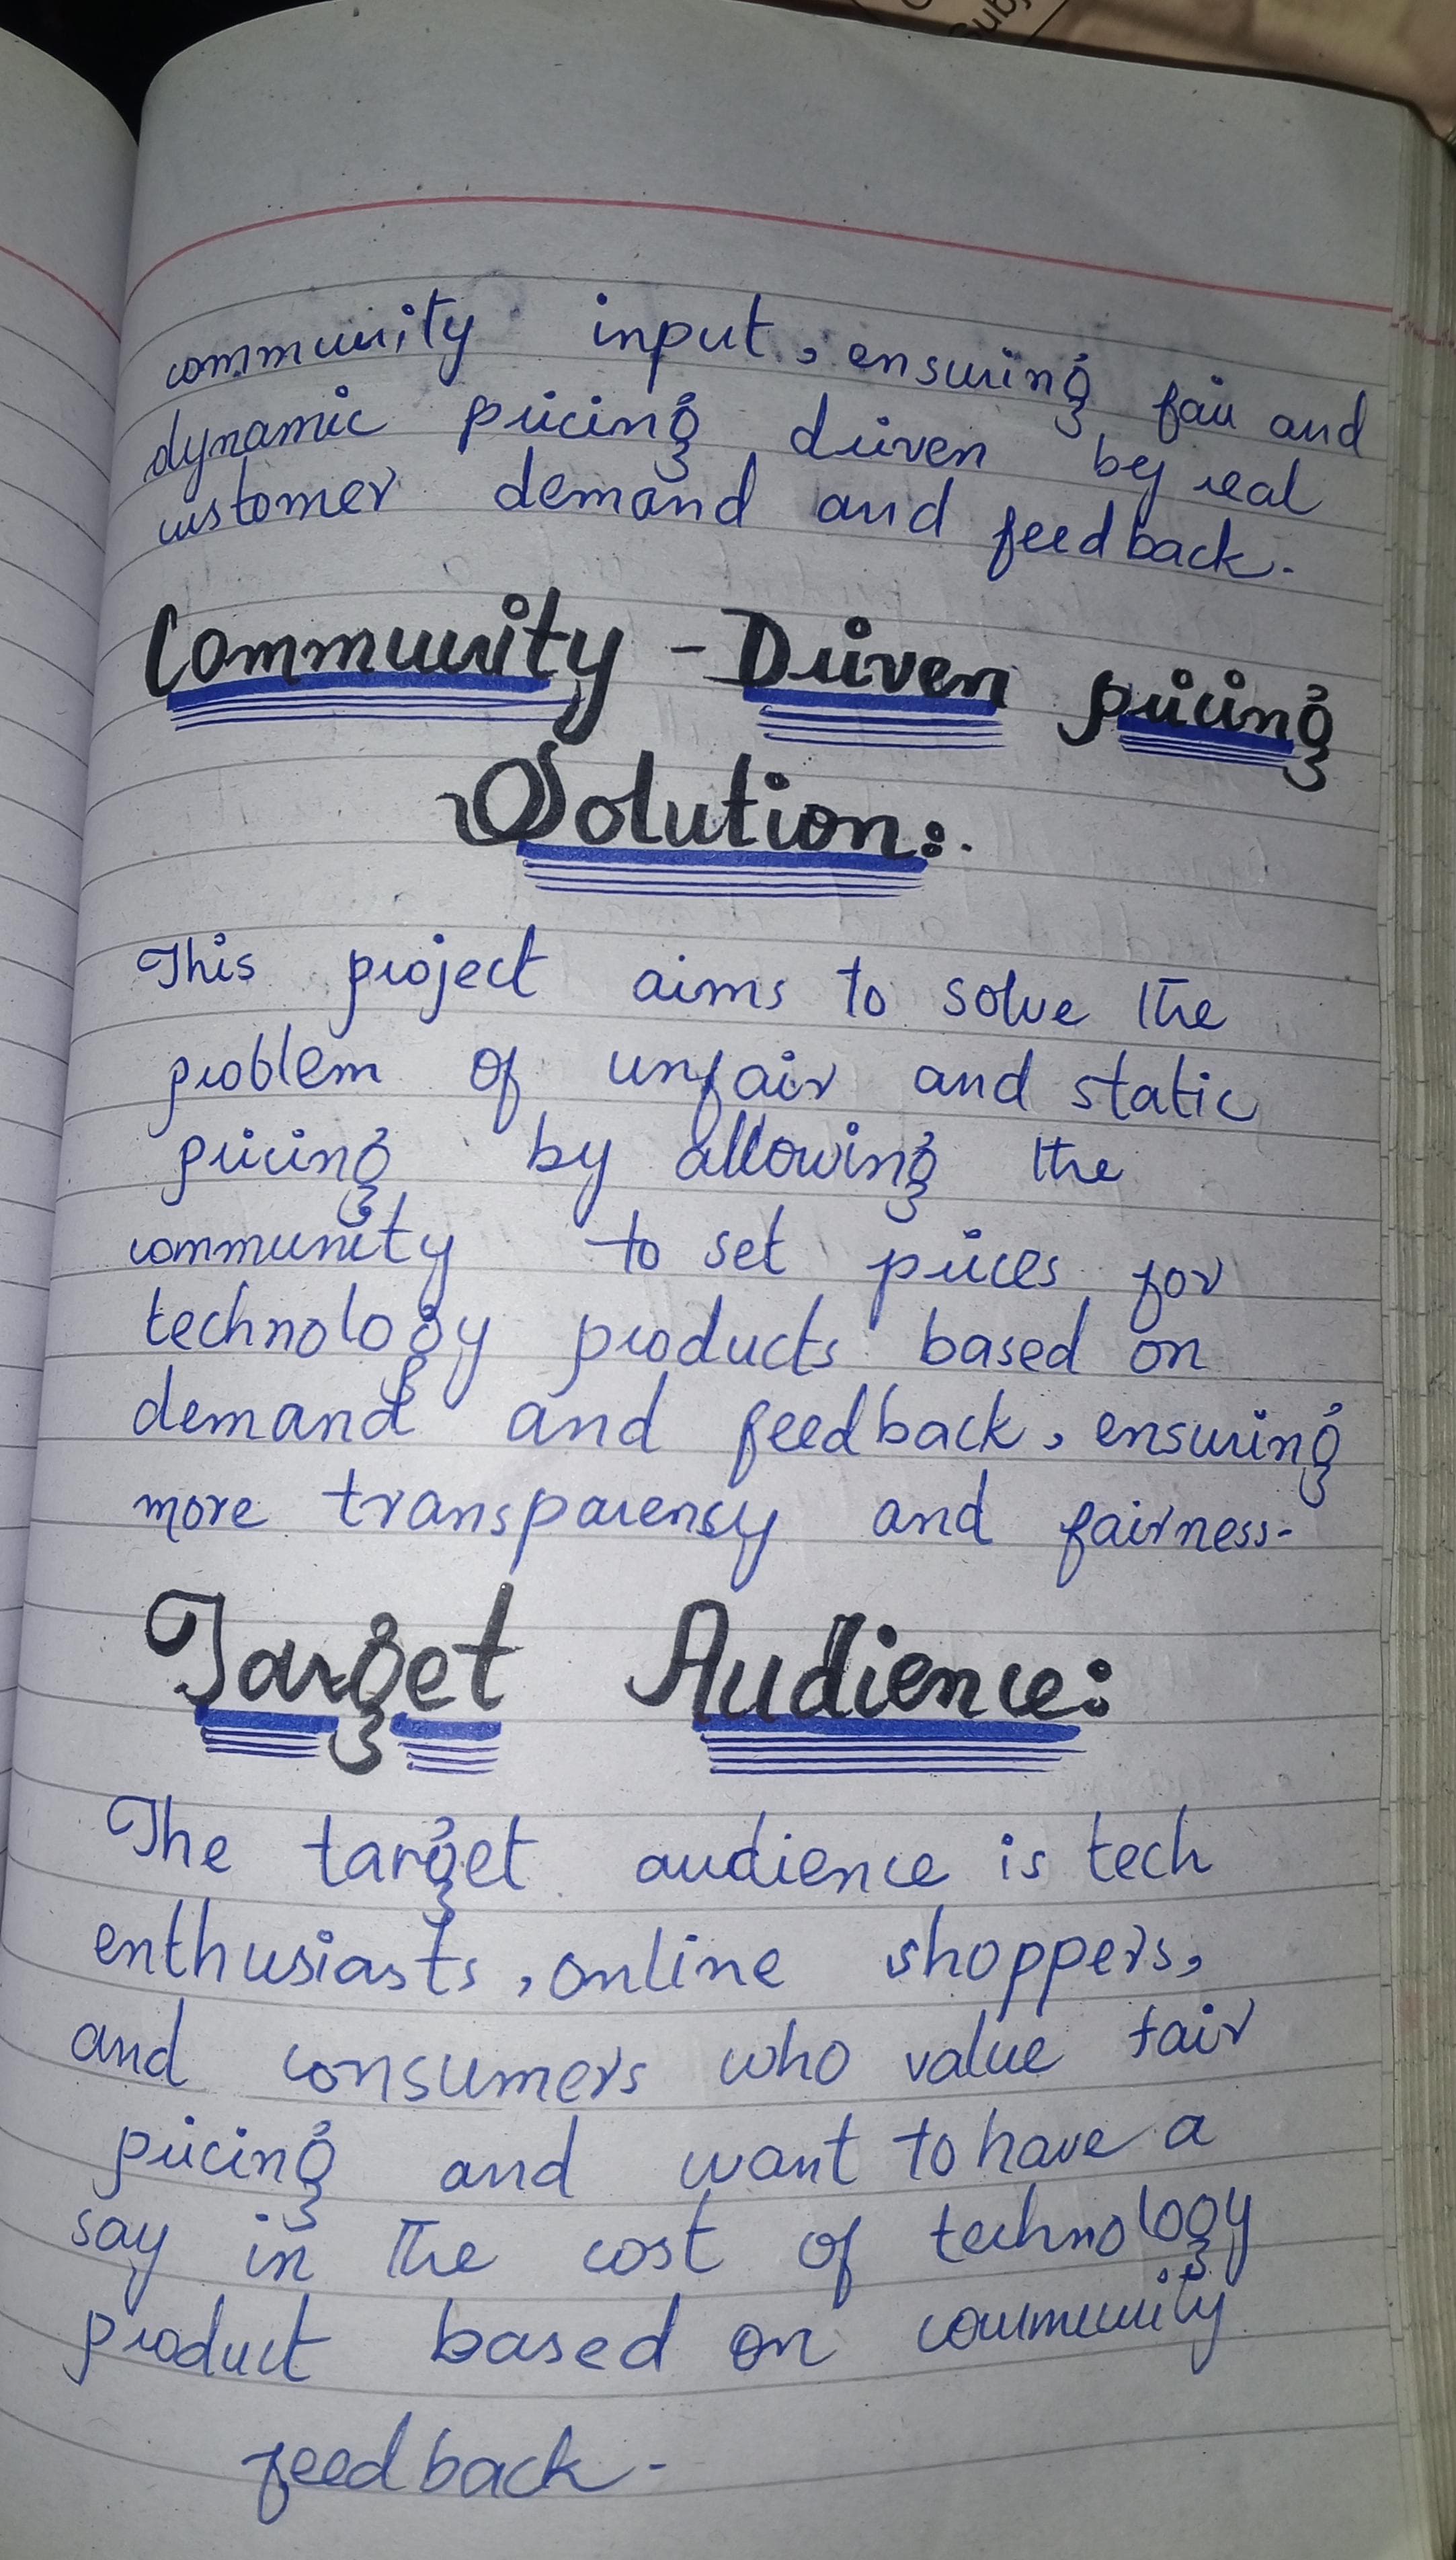 Subj
community input, ensuring fair and
dynamic pricing driven by real
customer demand and feedback.
Community - Driven pricing
Solution:
This project aims to solve the
problem of unfair and static
pricing by allowing the
community to set prices for
technology products based on
demand and feedback, ensuring
more transparency and fairness.
Target Audience:
The target audience is tech
enthusiasts, online shoppers,
and consumers who value fair
pricing and want to have a
say in the cost of technology
product based on community
feedback.